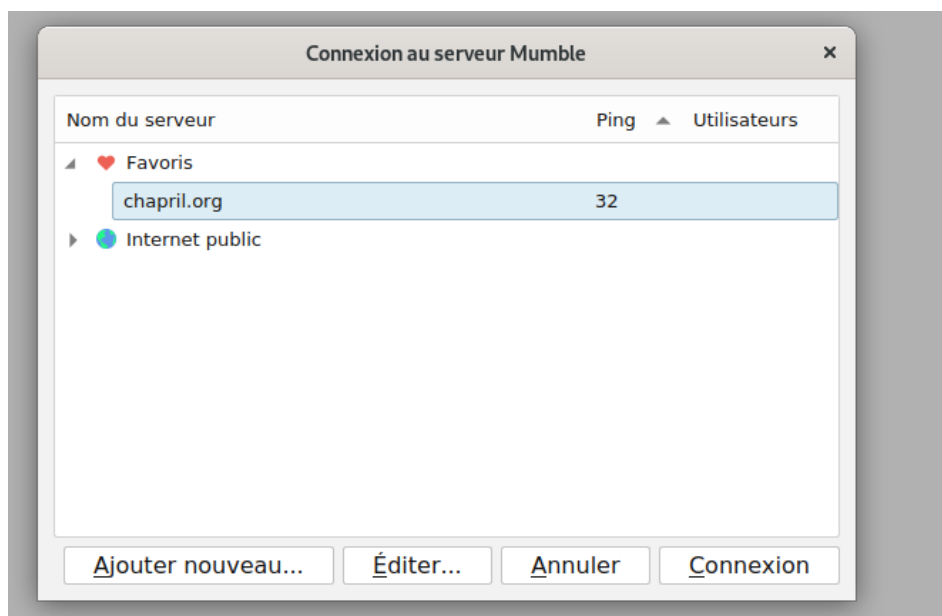 Connexion au serveur Mumble
Nom du serveur Ping Utilisateurs
Favoris
chapril.org 32
Internet public
Ajouter nouveau... Éditer... Annuler Connexion